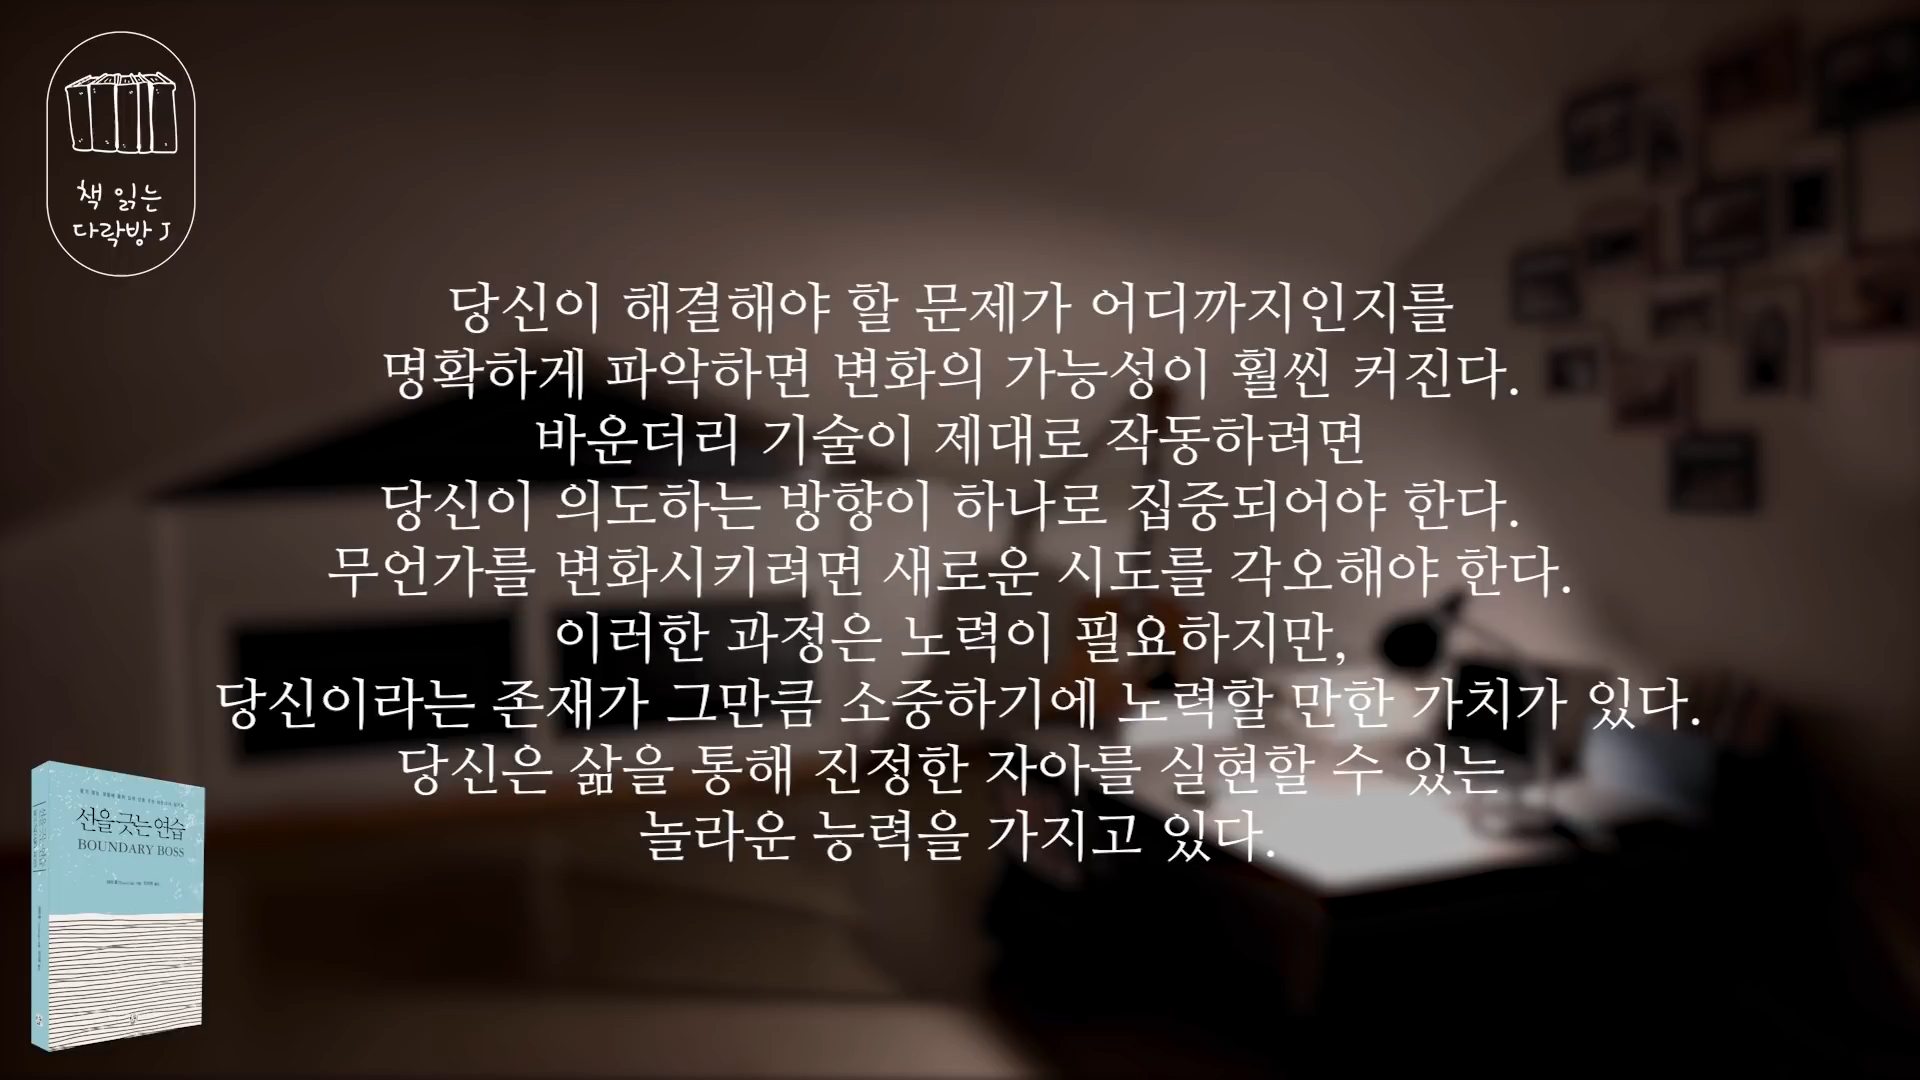 책 읽는
다락방 J
당신이 해결해야 할 문제가 어디까지인지를
명확하게 파악하면 변화의 가능성이 훨씬 커진다.
바운더리 기술이 제대로 작동하려면
당신이 의도하는 방향이 하나로 집중되어야 한다.
무언가를 변화시키려면 새로운 시도를 각오해야 한다.
이러한 과정은 노력이 필요하지만,
당신이라는 존재가 그만큼 소중하기에 노력할 만한 가치가 있다.
당신은 삶을 통해 진정한 자아를 실현할 수 있는
놀라운 능력을 가지고 있다.
선을 긋는 연습
BOUNDARY BOSS